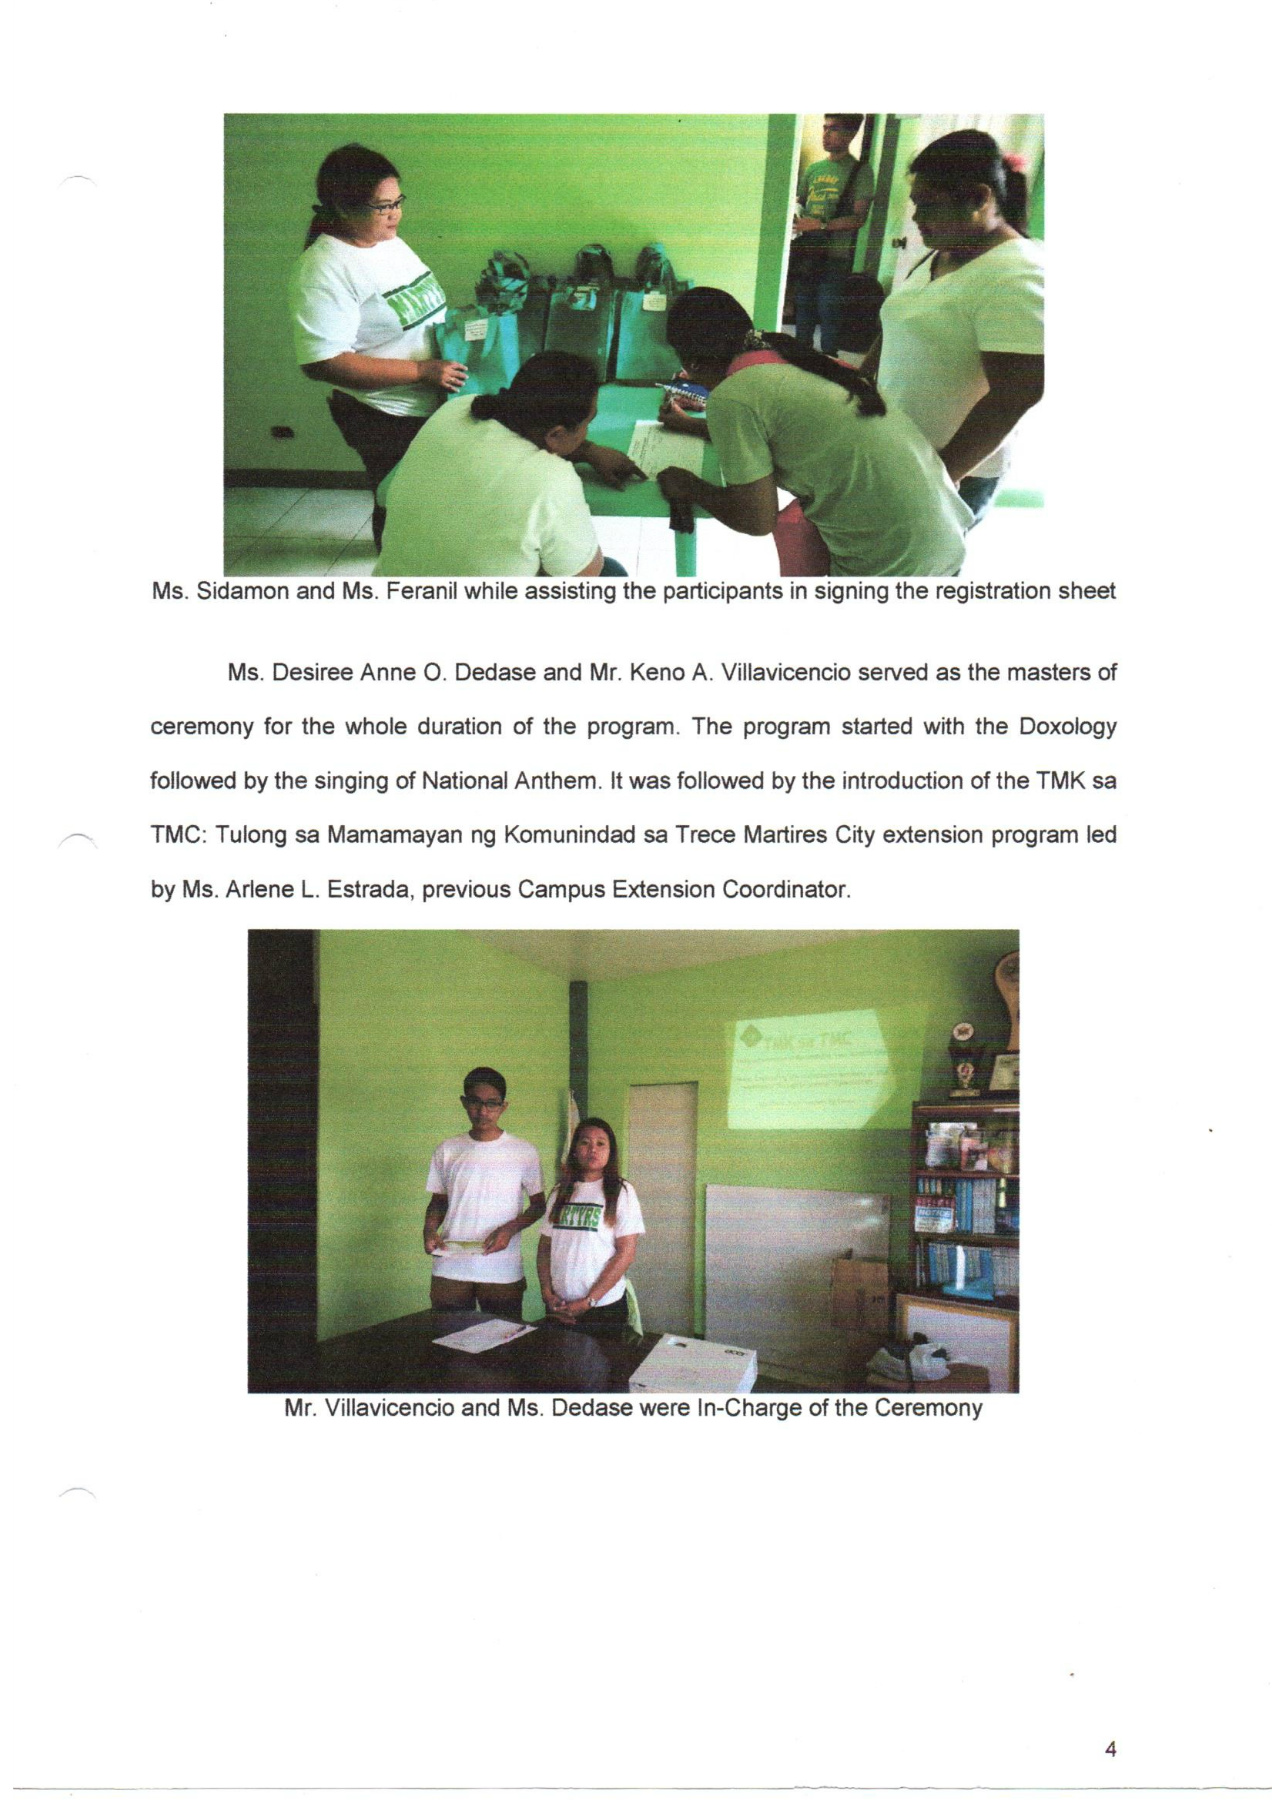 MARTYRS
Ms. Sidamon and Ms. Feranil while assisting the participants in signing the registration sheet
Ms. Desiree Anne O. Dedase and Mr. Keno A. Villavicencio served as the masters of
ceremony for the whole duration of the program. The program started with the Doxology
followed by the singing of National Anthem. It was followed by the introduction of the TMK sa
TMC: Tulong sa Mamamayan ng Komunindad sa Trece Martires City extension program led
by Ms. Arlene L. Estrada, previous Campus Extension Coordinator.
TMK sa TMC
ARTYRS
acer
Mr. Villavicencio and Ms. Dedase were In-Charge of the Ceremony
4